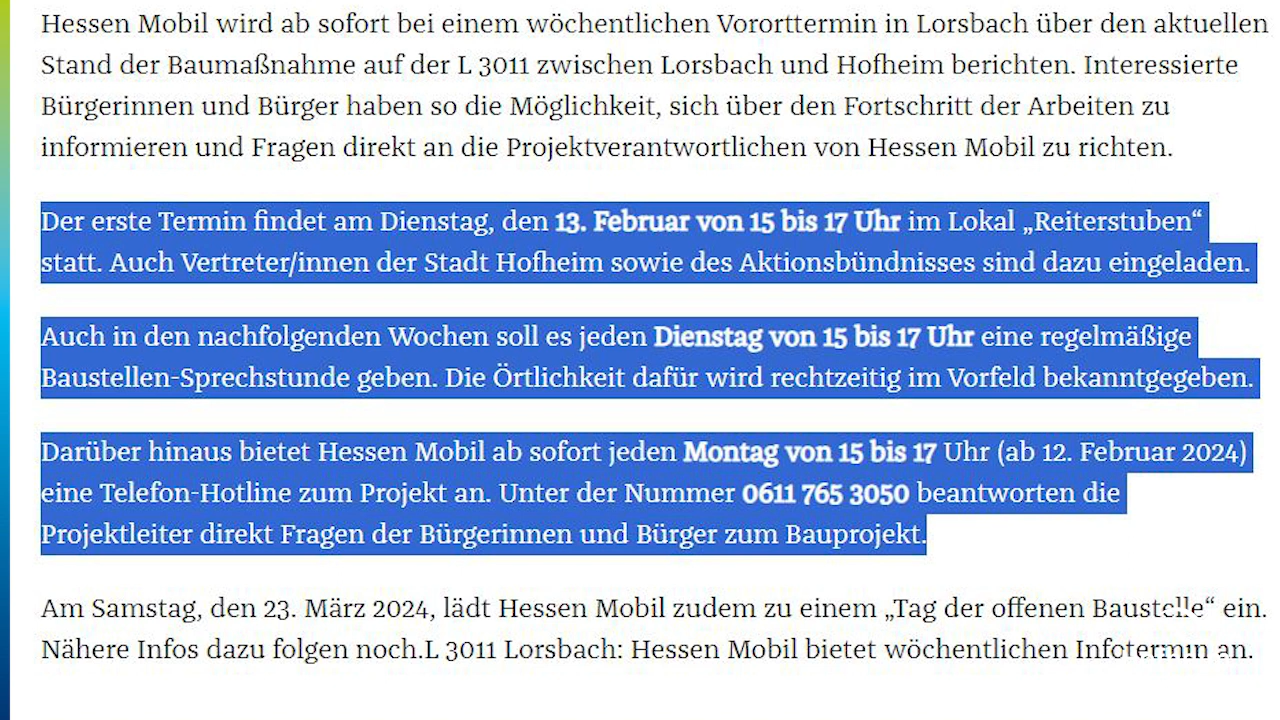 Hessen Mobil wird ab sofort bei einem wöchentlichen Vororttermin in Lorsbach über den aktuellen
Stand der Baumaßnahme auf der L 3011 zwischen Lorsbach und Hofheim berichten. Interessierte
Bürgerinnen und Bürger haben so die Möglichkeit, sich über den Fortschritt der Arbeiten zu
informieren und Fragen direkt an die Projektverantwortlichen von Hessen Mobil zu richten.
Der erste Termin findet am Dienstag, den 13. Februar von 15 bis 17 Uhr im Lokal „Reiterstuben“
statt. Auch Vertreter/innen der Stadt Hofheim sowie des Aktionsbündnisses sind dazu eingeladen.
Auch in den nachfolgenden Wochen soll es jeden Dienstag von 15 bis 17 Uhr eine regelmäßige
Baustellen-Sprechstunde geben. Die Örtlichkeit dafür wird rechtzeitig im Vorfeld bekanntgegeben.
Darüber hinaus bietet Hessen Mobil ab sofort jeden Montag von 15 bis 17 Uhr (ab 12. Februar 2024)
eine Telefon-Hotline zum Projekt an. Unter der Nummer 0611 765 3050 beantworten die
Projektleiter direkt Fragen der Bürgerinnen und Bürger zum Bauprojekt.
Am Samstag, den 23. März 2024, lädt Hessen Mobil zudem zu einem „Tag der offenen Baustelle“ ein.
Nähere Infos dazu folgen noch.L 3011 Lorsbach: Hessen Mobil bietet wöchentlichen Infotermin an.